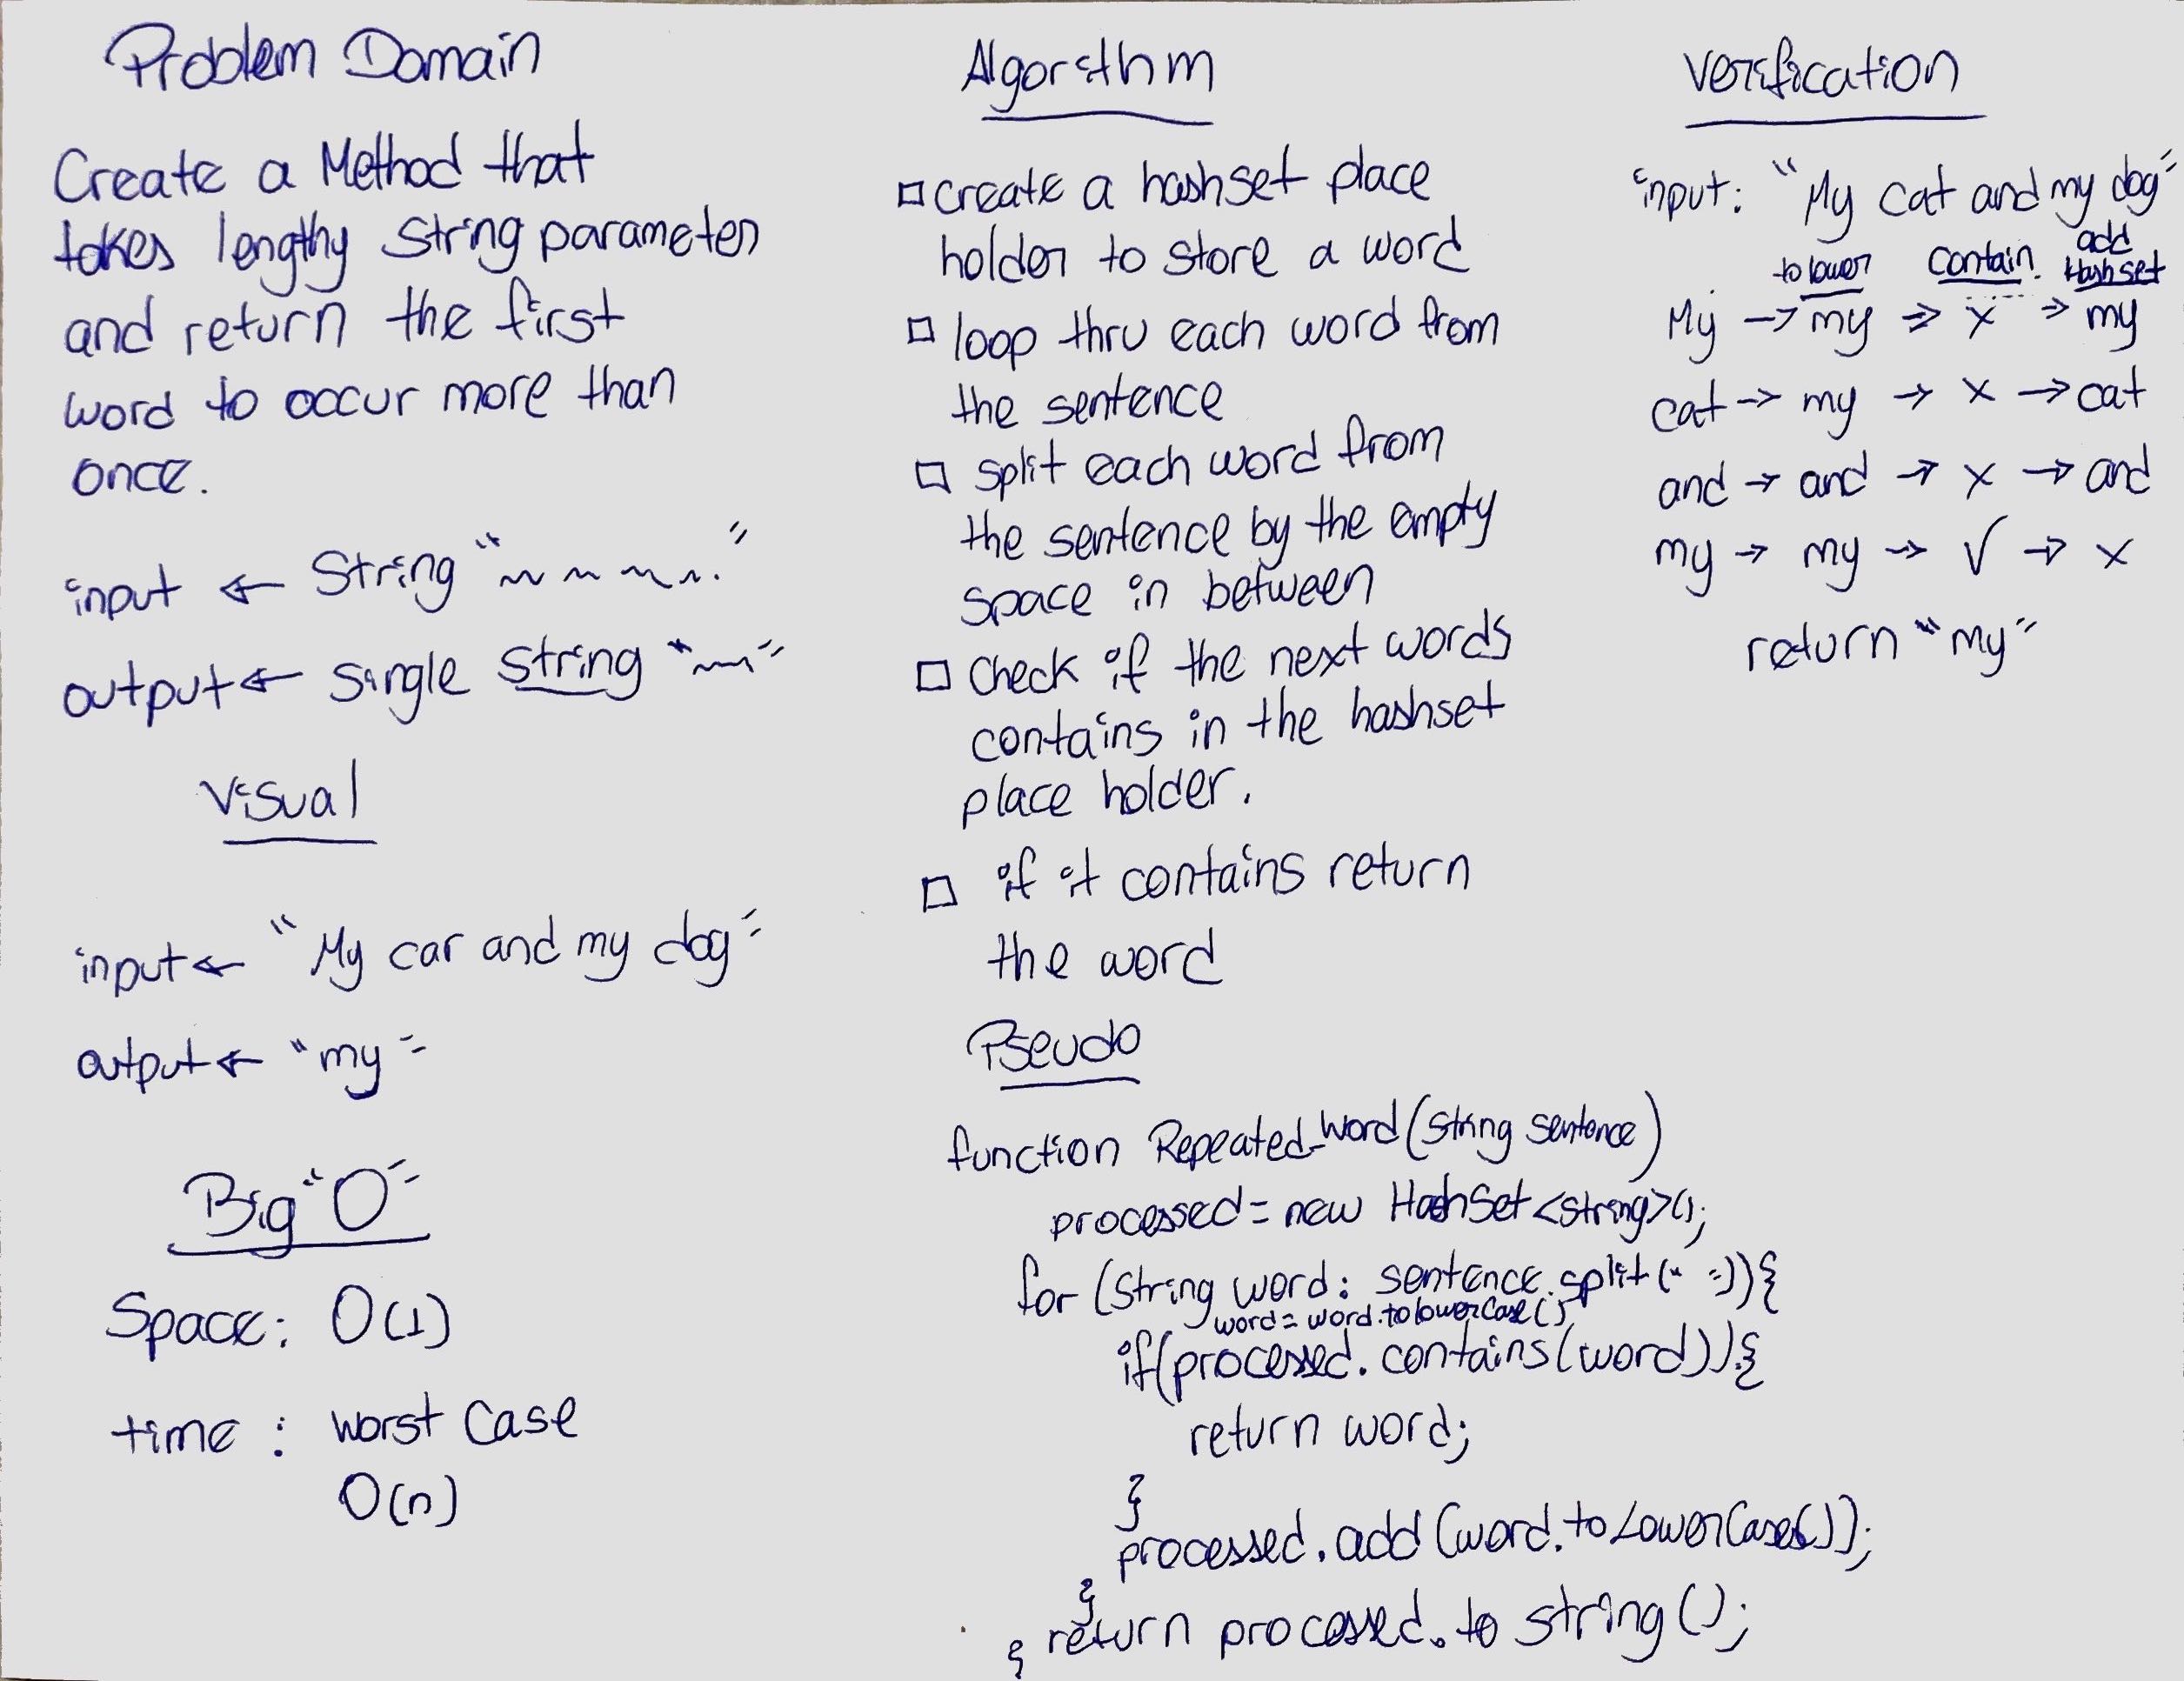 Problem Domain
Create a Method that
takes lengthy String parameter
and return the first
word to occur more than
once.
input ← String "~ ~ ~ ~."
output ← single string "~~"
Visual
input ← "My car and my dog"
output ← "my"
Big "O"
Space: O(1)
time : worst case
O(n)
Algorithm
□ create a hashset place
holder to store a word
□ loop thru each word from
the sentence
□ split each word from
the sentence by the empty
space in between
□ check if the next words
contains in the hashset
place holder.
□ if it contains return
the word
Pseudo
function Repeated_Word(String sentence)
processed = new HashSet<string>();
for (String word: sentence.split(" ")){
word = word.toLowerCase()
if(processed.contains(word)){
return word;
}
processed.add(word.toLowerCase());
}
} return processed.to string();
Verification
input: "My cat and my dog"
to lower contain. add Hashset
My → my ⇒ x ⇒ my
cat → my → x → cat
and → and → x → and
my → my → √ → x
return "my"